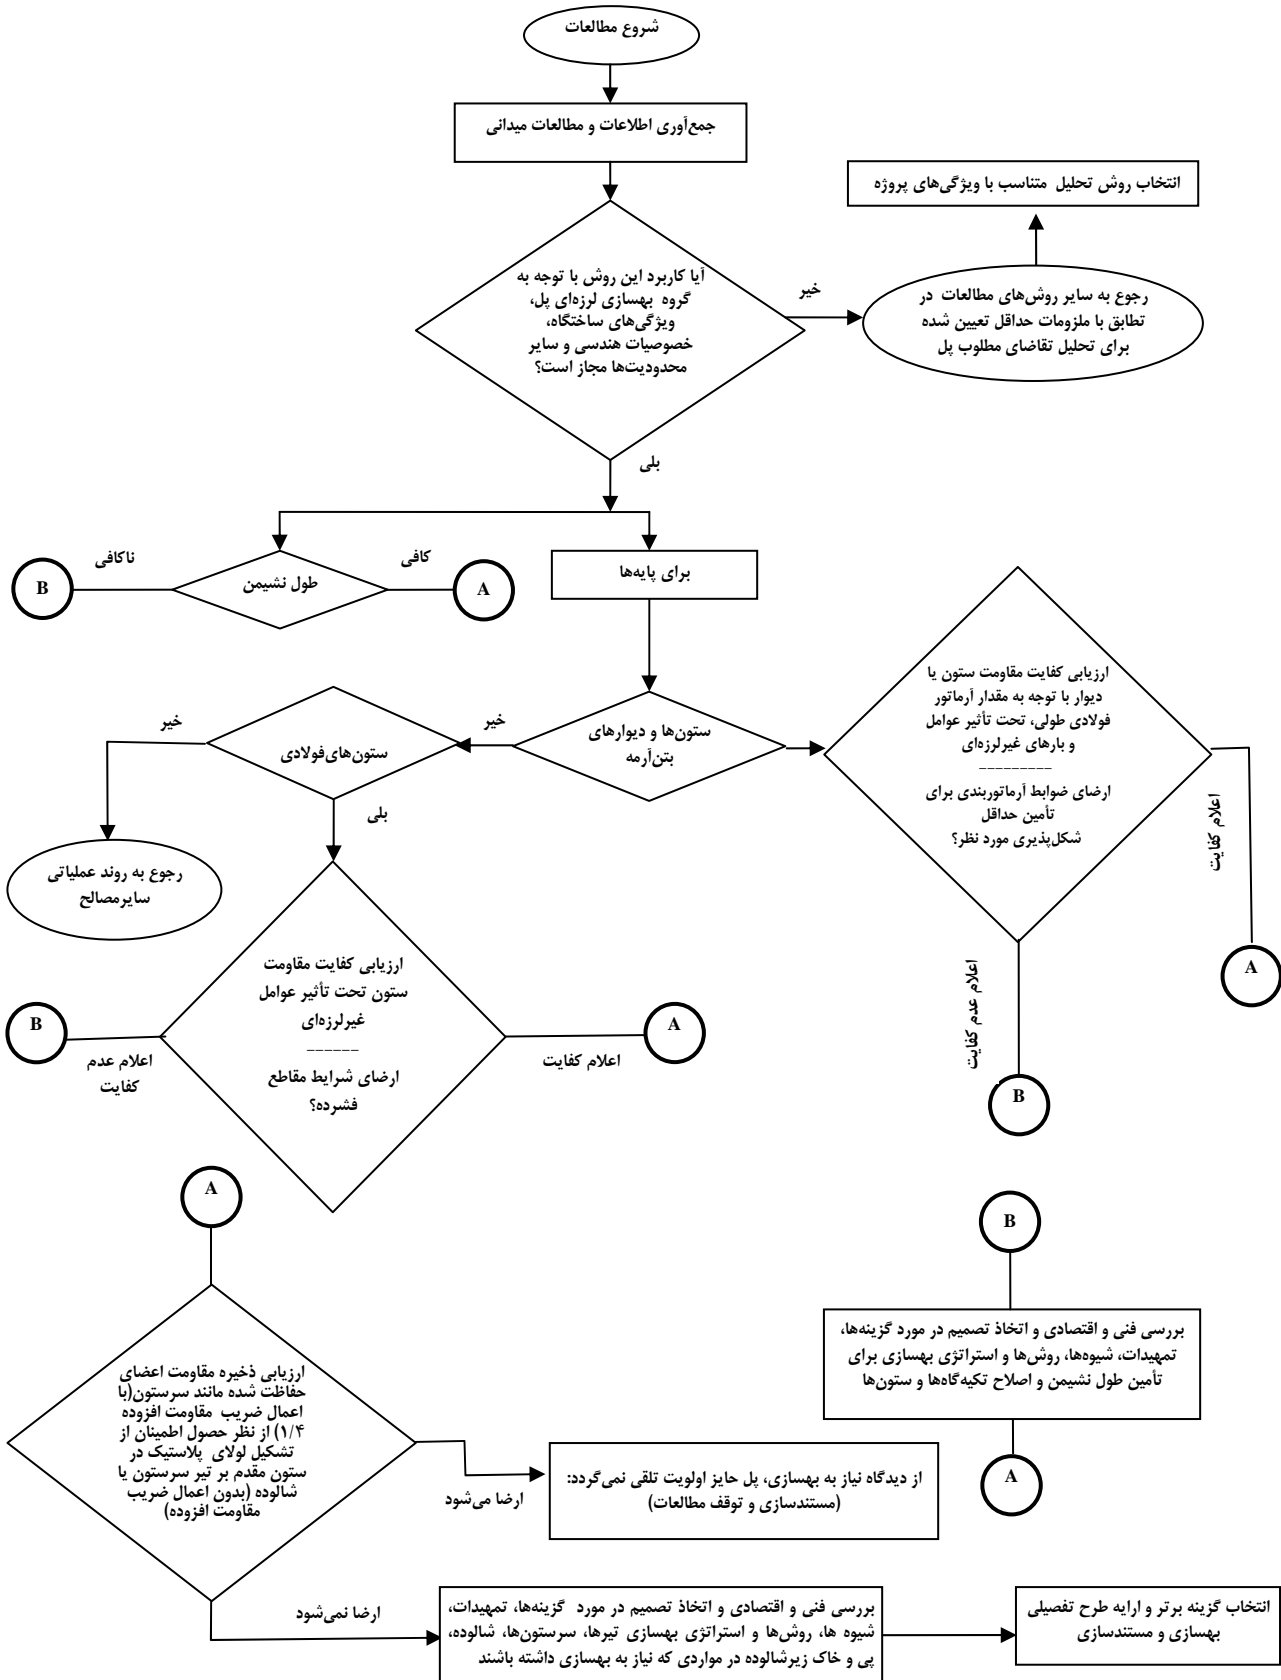 شروع مطالعات
جمع‌آوری اطلاعات و مطالعات میدانی
انتخاب روش تحلیل متناسب با ویژگی‌های پروژه
آیا کاربرد این روش با توجه به
گروه بهسازی لرزه‌ای پل،
ویژگی‌های ساختگاه،
خصوصیات هندسی و سایر
محدودیت‌ها مجاز است؟
خیر
رجوع به سایر روش‌های مطالعات در
تطابق با ملزومات حداقل تعیین شده
برای تحلیل تقاضای مطلوب پل
بلی
ناکافی
کافی
B
طول نشیمن
A
برای پایه‌ها
ارزیابی کفایت مقاومت ستون یا
دیوار با توجه به مقدار آرماتور
فولادی طولی، تحت تأثیر عوامل
و بارهای غیرلرزه‌ای
---------
ارضای ضوابط آرماتوربندی برای
تأمین حداقل
شکل‌پذیری مورد نظر؟
ستون‌ها و دیوارهای
بتن‌آرمه
خیر
ستون‌های‌فولادی
خیر
بلی
رجوع به روند عملیاتی
سایرمصالح
اعلام کفایت
A
اعلام عدم کفایت
B
ارزیابی کفایت مقاومت
ستون تحت تأثیر عوامل
غیرلرزه‌ای
------
ارضای شرایط مقاطع
فشرده؟
A
اعلام کفایت
B
اعلام عدم
کفایت
A
ارزیابی ذخیره مقاومت اعضای
حفاظت شده مانند سرستون(با
اعمال ضریب مقاومت افزوده
۱/۴) از نظر حصول اطمینان از
تشکیل لولای پلاستیک در
ستون مقدم بر تیر سرستون یا
شالوده (بدون اعمال ضریب
مقاومت افزوده)
B
بررسی فنی و اقتصادی و اتخاذ تصمیم در مورد گزینه‌ها،
تمهیدات، شیوه‌ها، روش‌ها و استراتژی بهسازی برای
تأمین طول نشیمن و اصلاح تکیه‌گاه‌ها و ستون‌ها
A
ارضا می‌شود
از دیدگاه نیاز به بهسازی، پل حایز اولویت تلقی نمی‌گردد:
(مستندسازی و توقف مطالعات)
ارضا نمی‌شود
بررسی فنی و اقتصادی و اتخاذ تصمیم در مورد گزینه‌ها، تمهیدات،
شیوه ها، روش‌ها و استراتژی بهسازی تیرها، سرستون‌ها، شالوده،
پی و خاک زیرشالوده در مواردی که نیاز به بهسازی داشته باشند
انتخاب گزینه برتر و ارایه طرح تفصیلی
بهسازی و مستندسازی